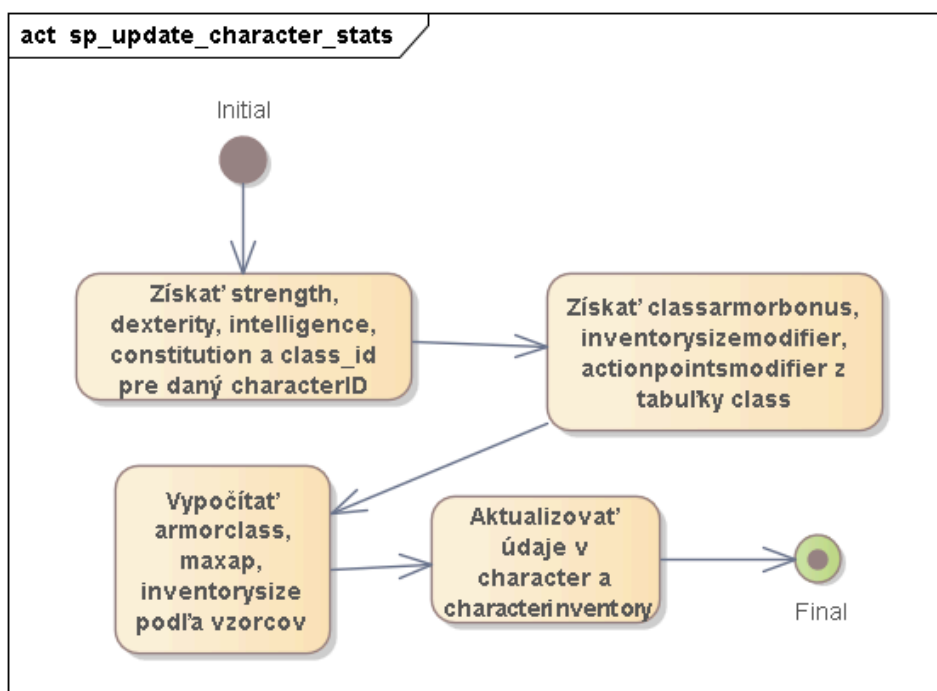 act sp_update_character_stats
Initial
Získať strength,
dexterity, intelligence,
constitution a class_id
pre daný characterID
Získať classarmorbonus,
inventorysizemodifier,
actionpointsmodifier z
tabuľky class
Vypočítať
armorclass,
maxap,
inventorysize
podľa vzorcov
Aktualizovať
údaje v
character a
characterinventory
Final